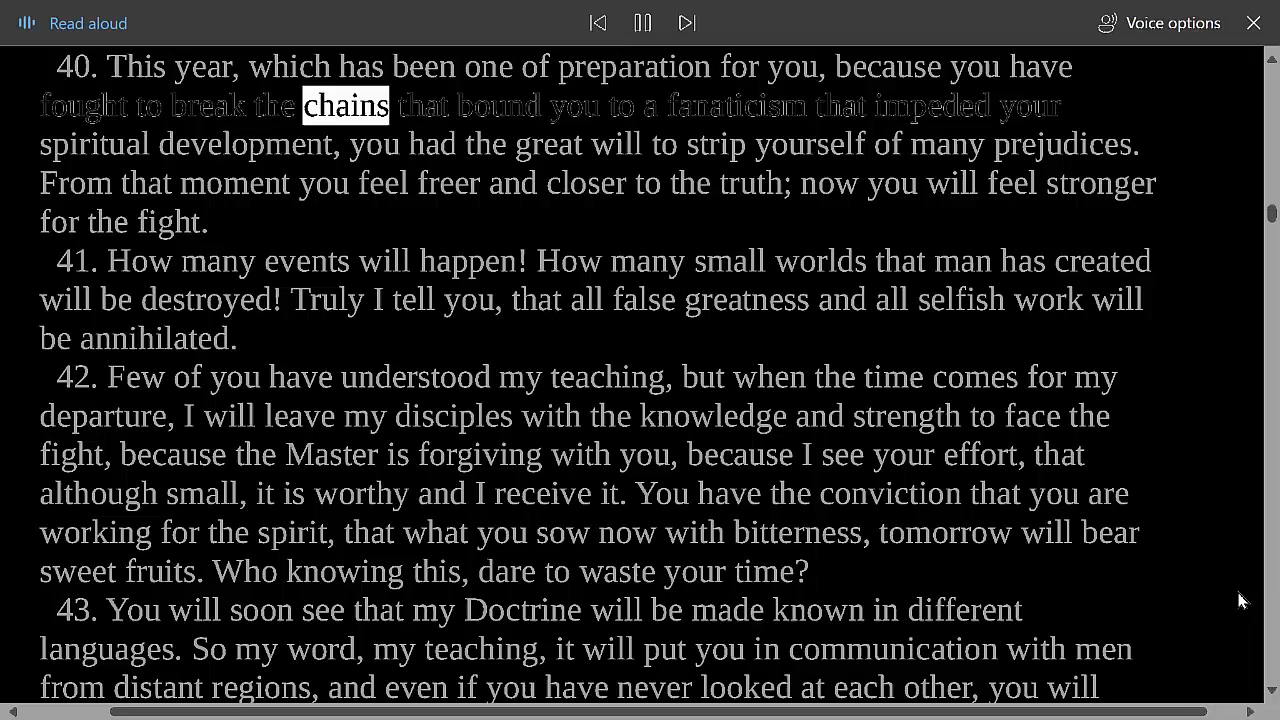 Read aloud
Voice options
40. This year, which has been one of preparation for you, because you have
fought to break the chains that bound you to a fanaticism that impeded your
spiritual development, you had the great will to strip yourself of many prejudices.
From that moment you feel freer and closer to the truth; now you will feel stronger
for the fight.
41. How many events will happen! How many small worlds that man has created
will be destroyed! Truly I tell you, that all false greatness and all selfish work will
be annihilated.
42. Few of you have understood my teaching, but when the time comes for my
departure, I will leave my disciples with the knowledge and strength to face the
fight, because the Master is forgiving with you, because I see your effort, that
although small, it is worthy and I receive it. You have the conviction that you are
working for the spirit, that what you sow now with bitterness, tomorrow will bear
sweet fruits. Who knowing this, dare to waste your time?
43. You will soon see that my Doctrine will be made known in different
languages. So my word, my teaching, it will put you in communication with men
from distant regions, and even if you have never looked at each other, you will